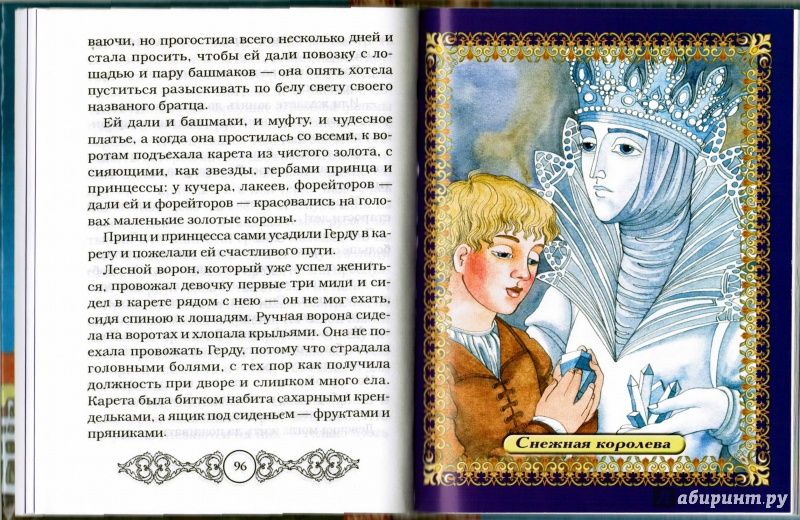 ваючи, но прогостила всего несколько дней и
стала просить, чтобы ей дали повозку с ло-
шадью и пару башмаков — она опять хотела
пуститься разыскивать по белу свету своего
названого братца.
Ей дали и башмаки, и муфту, и чудесное
платье, а когда она простилась со всеми, к во-
ротам подъехала карета из чистого золота, с
сияющими, как звезды, гербами принца и
принцессы: у кучера, лакеев, форейторов —
дали ей и форейторов — красовались на голо-
вах маленькие золотые короны.
Принц и принцесса сами усадили Герду в ка-
рету и пожелали ей счастливого пути.
Лесной ворон, который уже успел женить-
ся, провожал девочку первые три мили и си-
дел в карете рядом с нею — он не мог ехать,
сидя спиною к лошадям. Ручная ворона сиде-
ла на воротах и хлопала крыльями. Она не по-
ехала провожать Герду, потому что страдала
головными болями, с тех пор как получила
должность при дворе и слишком много ела.
Карета была битком набита сахарными крен-
дельками, а ящик под сиденьем — фруктами и
пряниками.
96
Снежная королева
Лабиринт.ру